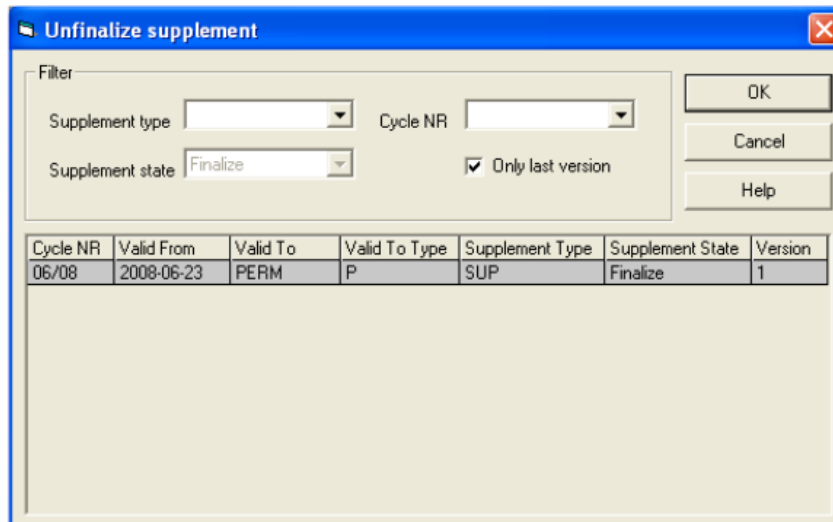 Unfinalize supplement
Filter
Supplement type
Cycle NR
OK
Supplement state Finalize
Only last version
Cancel
Help
Cycle NR Valid From Valid To Valid To Type Supplement Type Supplement State Version
06/08 2008-06-23 PERM P SUP Finalize 1